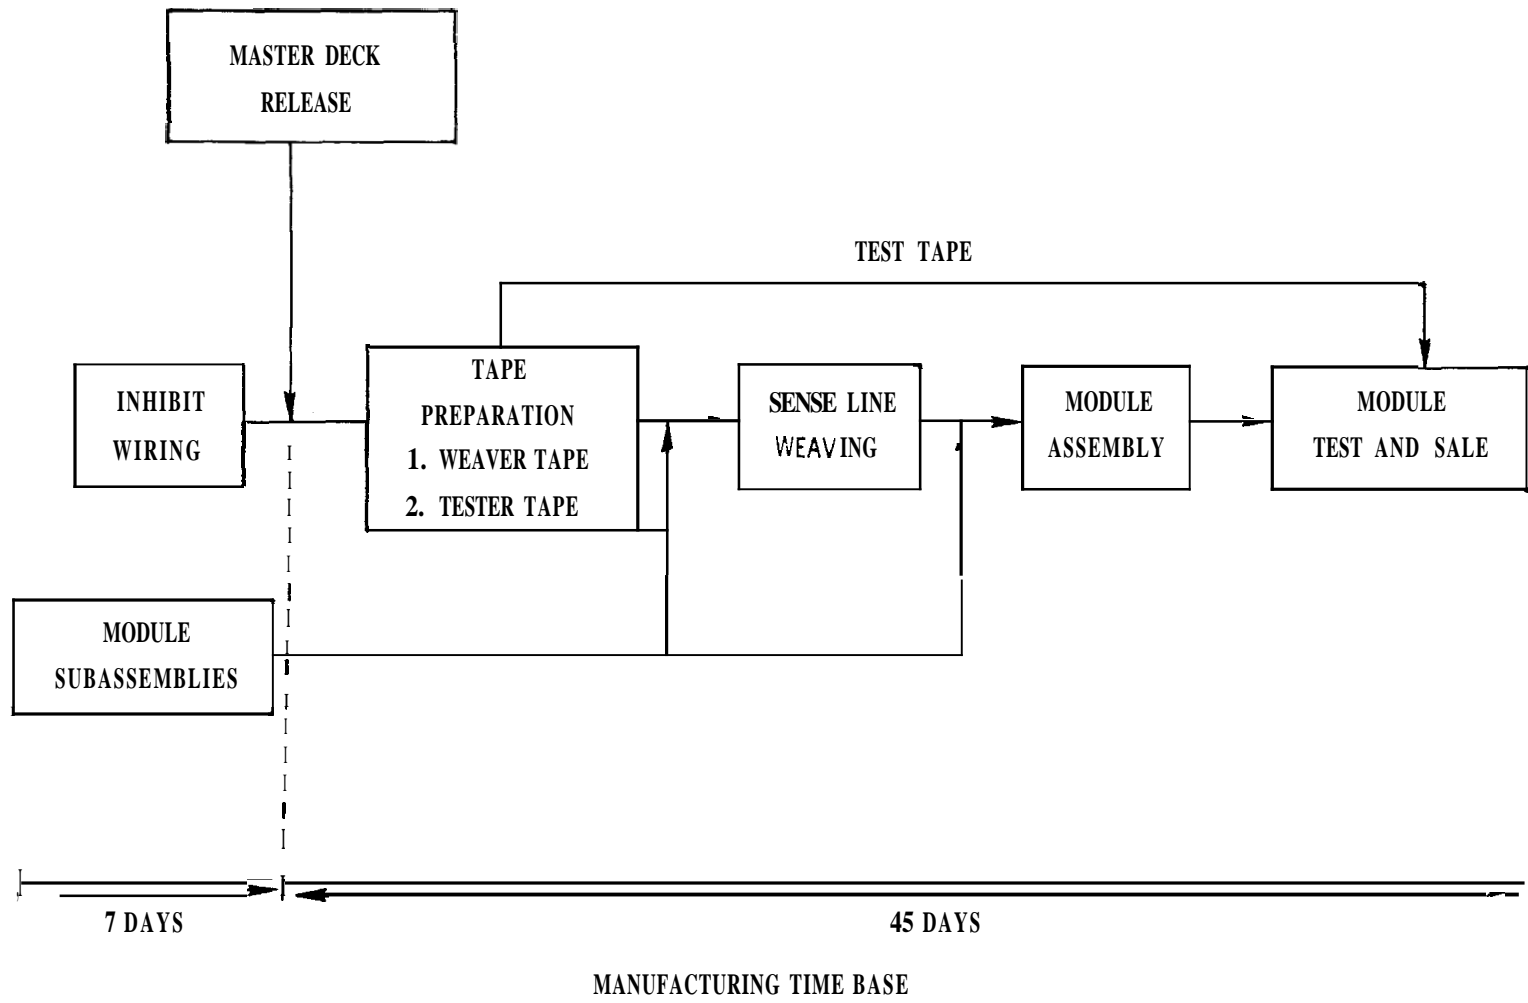 MASTER DECK
RELEASE
TEST TAPE
INHIBIT
WIRING
TAPE
PREPARATION
1. WEAVER TAPE
2. TESTER TAPE
SENSE LINE
WEAVING
MODULE
ASSEMBLY
MODULE
TEST AND SALE
MODULE
SUBASSEMBLIES
7 DAYS
45 DAYS
MANUFACTURING TIME BASE